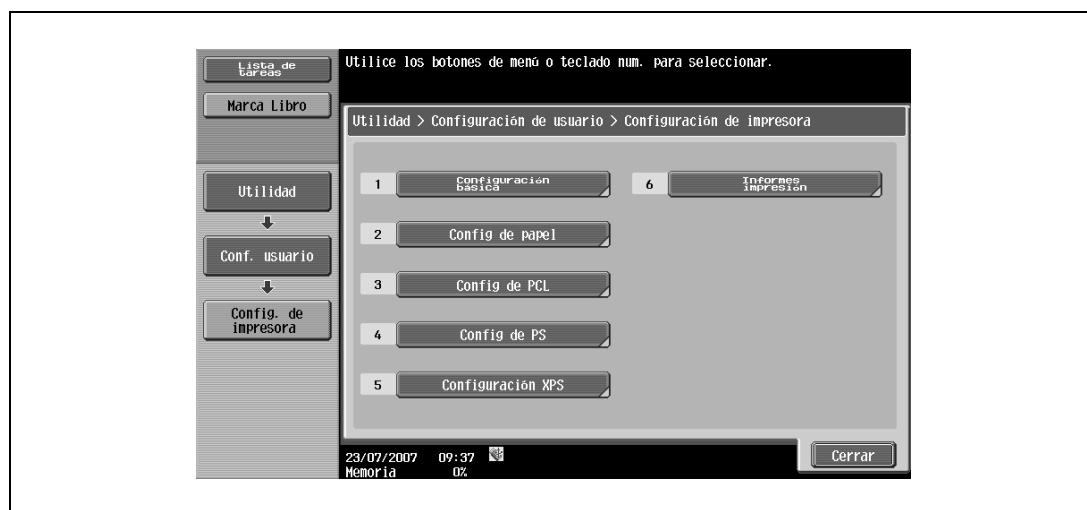 Lista de
tareas
Utilice los botones de menú o teclado num. para seleccionar.
Marca Libro
Utilidad > Configuración de usuario > Configuración de impresora
Utilidad
Conf. usuario
Config. de
impresora
1 Configuración
básica
2 Config de papel
3 Config de PCL
4 Config de PS
5 Configuración XPS
6 Informes
impresión
23/07/2007 09:37
Memoria 0%
Cerrar